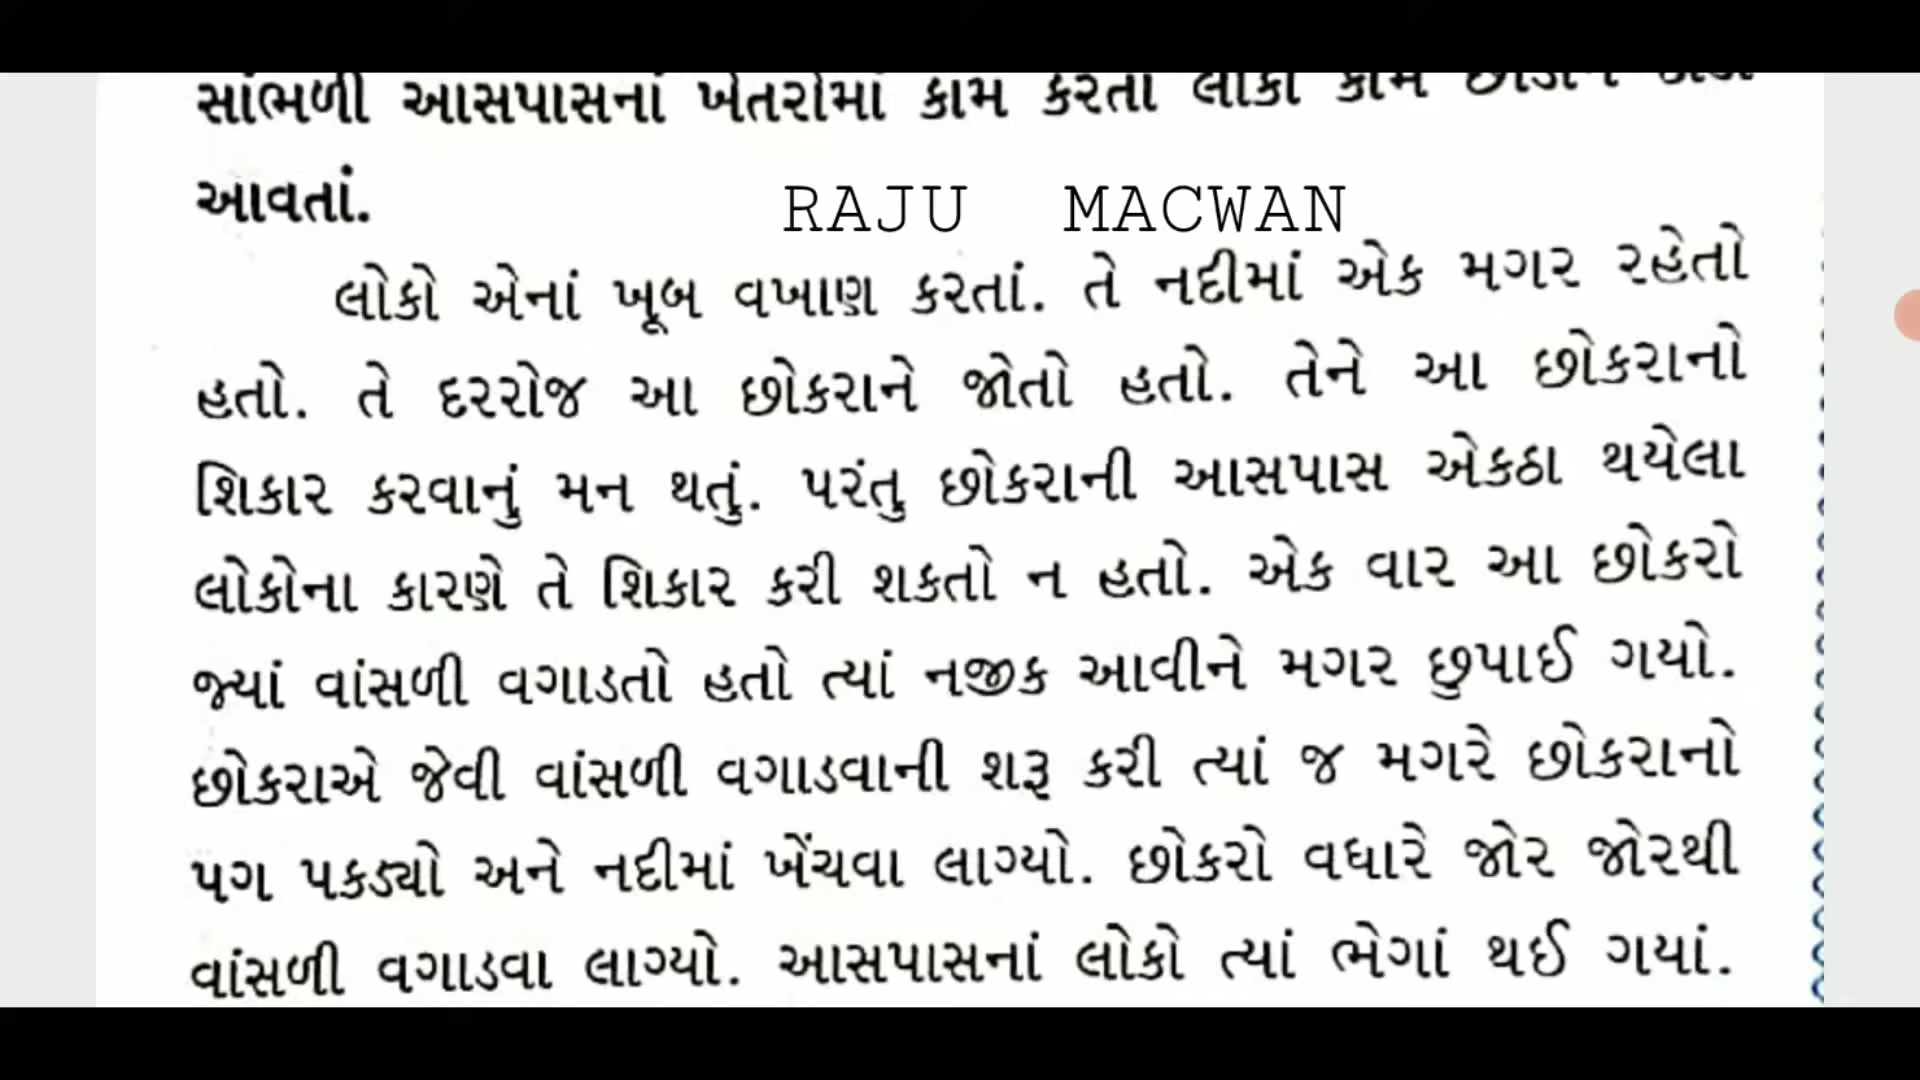 સાંભળી આસપાસનાં ખેતરોમાં કામ કરતાં લોકો કામ છોડીને
આવતાં.
RAJU MACWAN
લોકો એનાં ખૂબ વખાણ કરતાં. તે નદીમાં એક મગર રહેતો
હતો. તે દરરોજ આ છોકરાને જોતો હતો. તેને આ છોકરાનો
શિકાર કરવાનું મન થતું. પરંતુ છોકરાની આસપાસ એકઠા થયેલા
લોકોના કારણે તે શિકાર કરી શકતો ન હતો. એક વાર આ છોકરો
જ્યાં વાંસળી વગાડતો હતો ત્યાં નજીક આવીને મગર છુપાઈ ગયો.
છોકરાએ જેવી વાંસળી વગાડવાની શરૂ કરી ત્યાં જ મગરે છોકરાનો
પગ પકડ્યો અને નદીમાં ખેંચવા લાગ્યો. છોકરો વધારે જોર જોરથી
વાંસળી વગાડવા લાગ્યો. આસપાસનાં લોકો ત્યાં ભેગાં થઈ ગયાં.